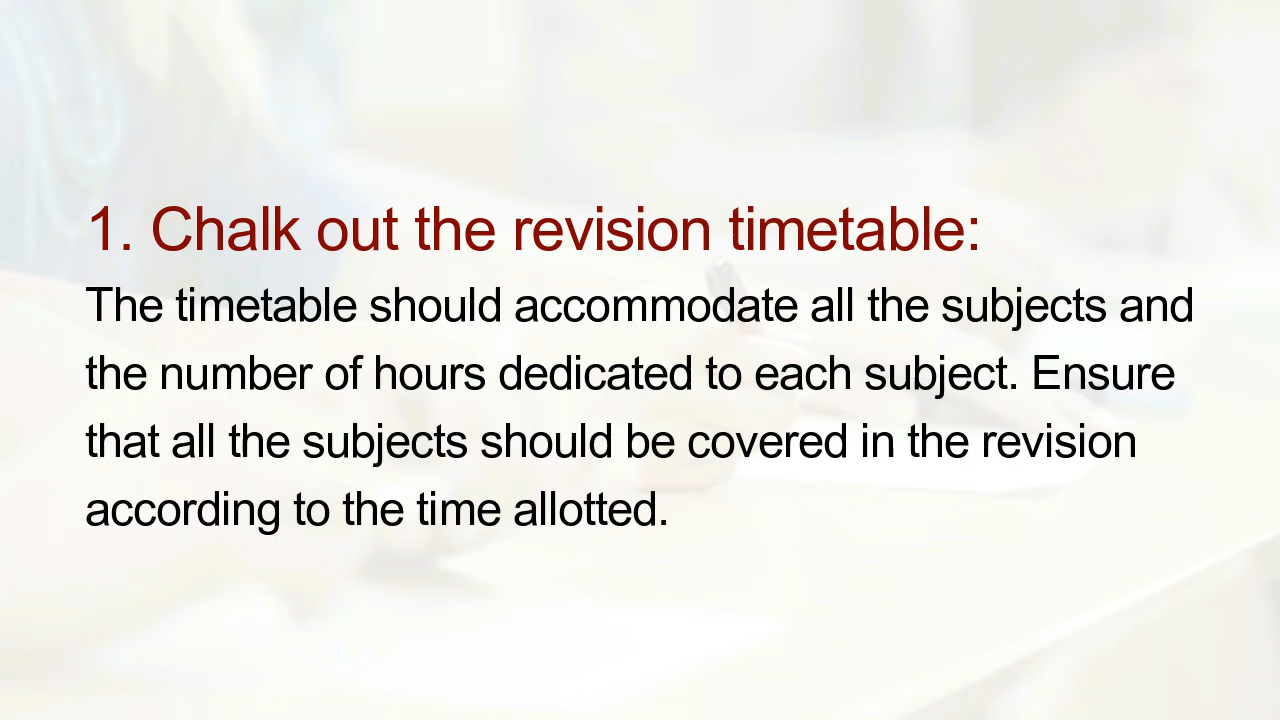 1. Chalk out the revision timetable:
The timetable should accommodate all the subjects and
the number of hours dedicated to each subject. Ensure
that all the subjects should be covered in the revision
according to the time allotted.